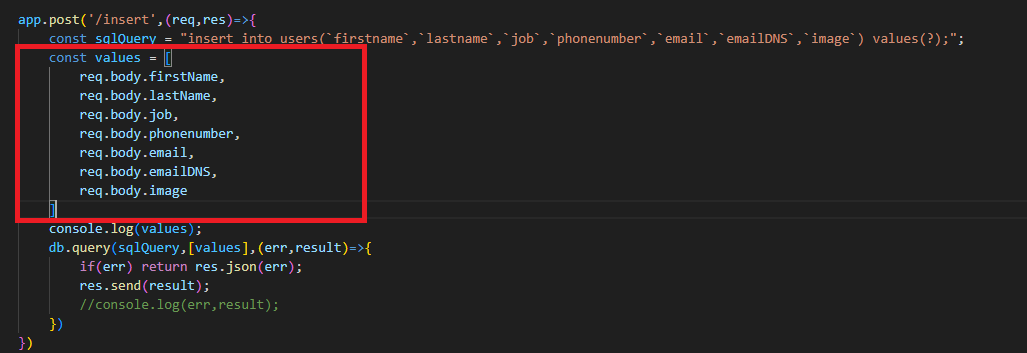 app.post('/insert',(req,res)=>{
const sqlQuery = "insert into users(`firstname`,`lastname`,`job`,`phonenumber`,`email`,`emailDNS`,`image`) values(?);";
const values = [
req.body.firstName,
req.body.lastName,
req.body.job,
req.body.phonenumber,
req.body.email,
req.body.emailDNS,
req.body.image
]
console.log(values);
db.query(sqlQuery,[values],(err,result)=>{
if(err) return res.json(err);
res.send(result);
//console.log(err,result);
})
})